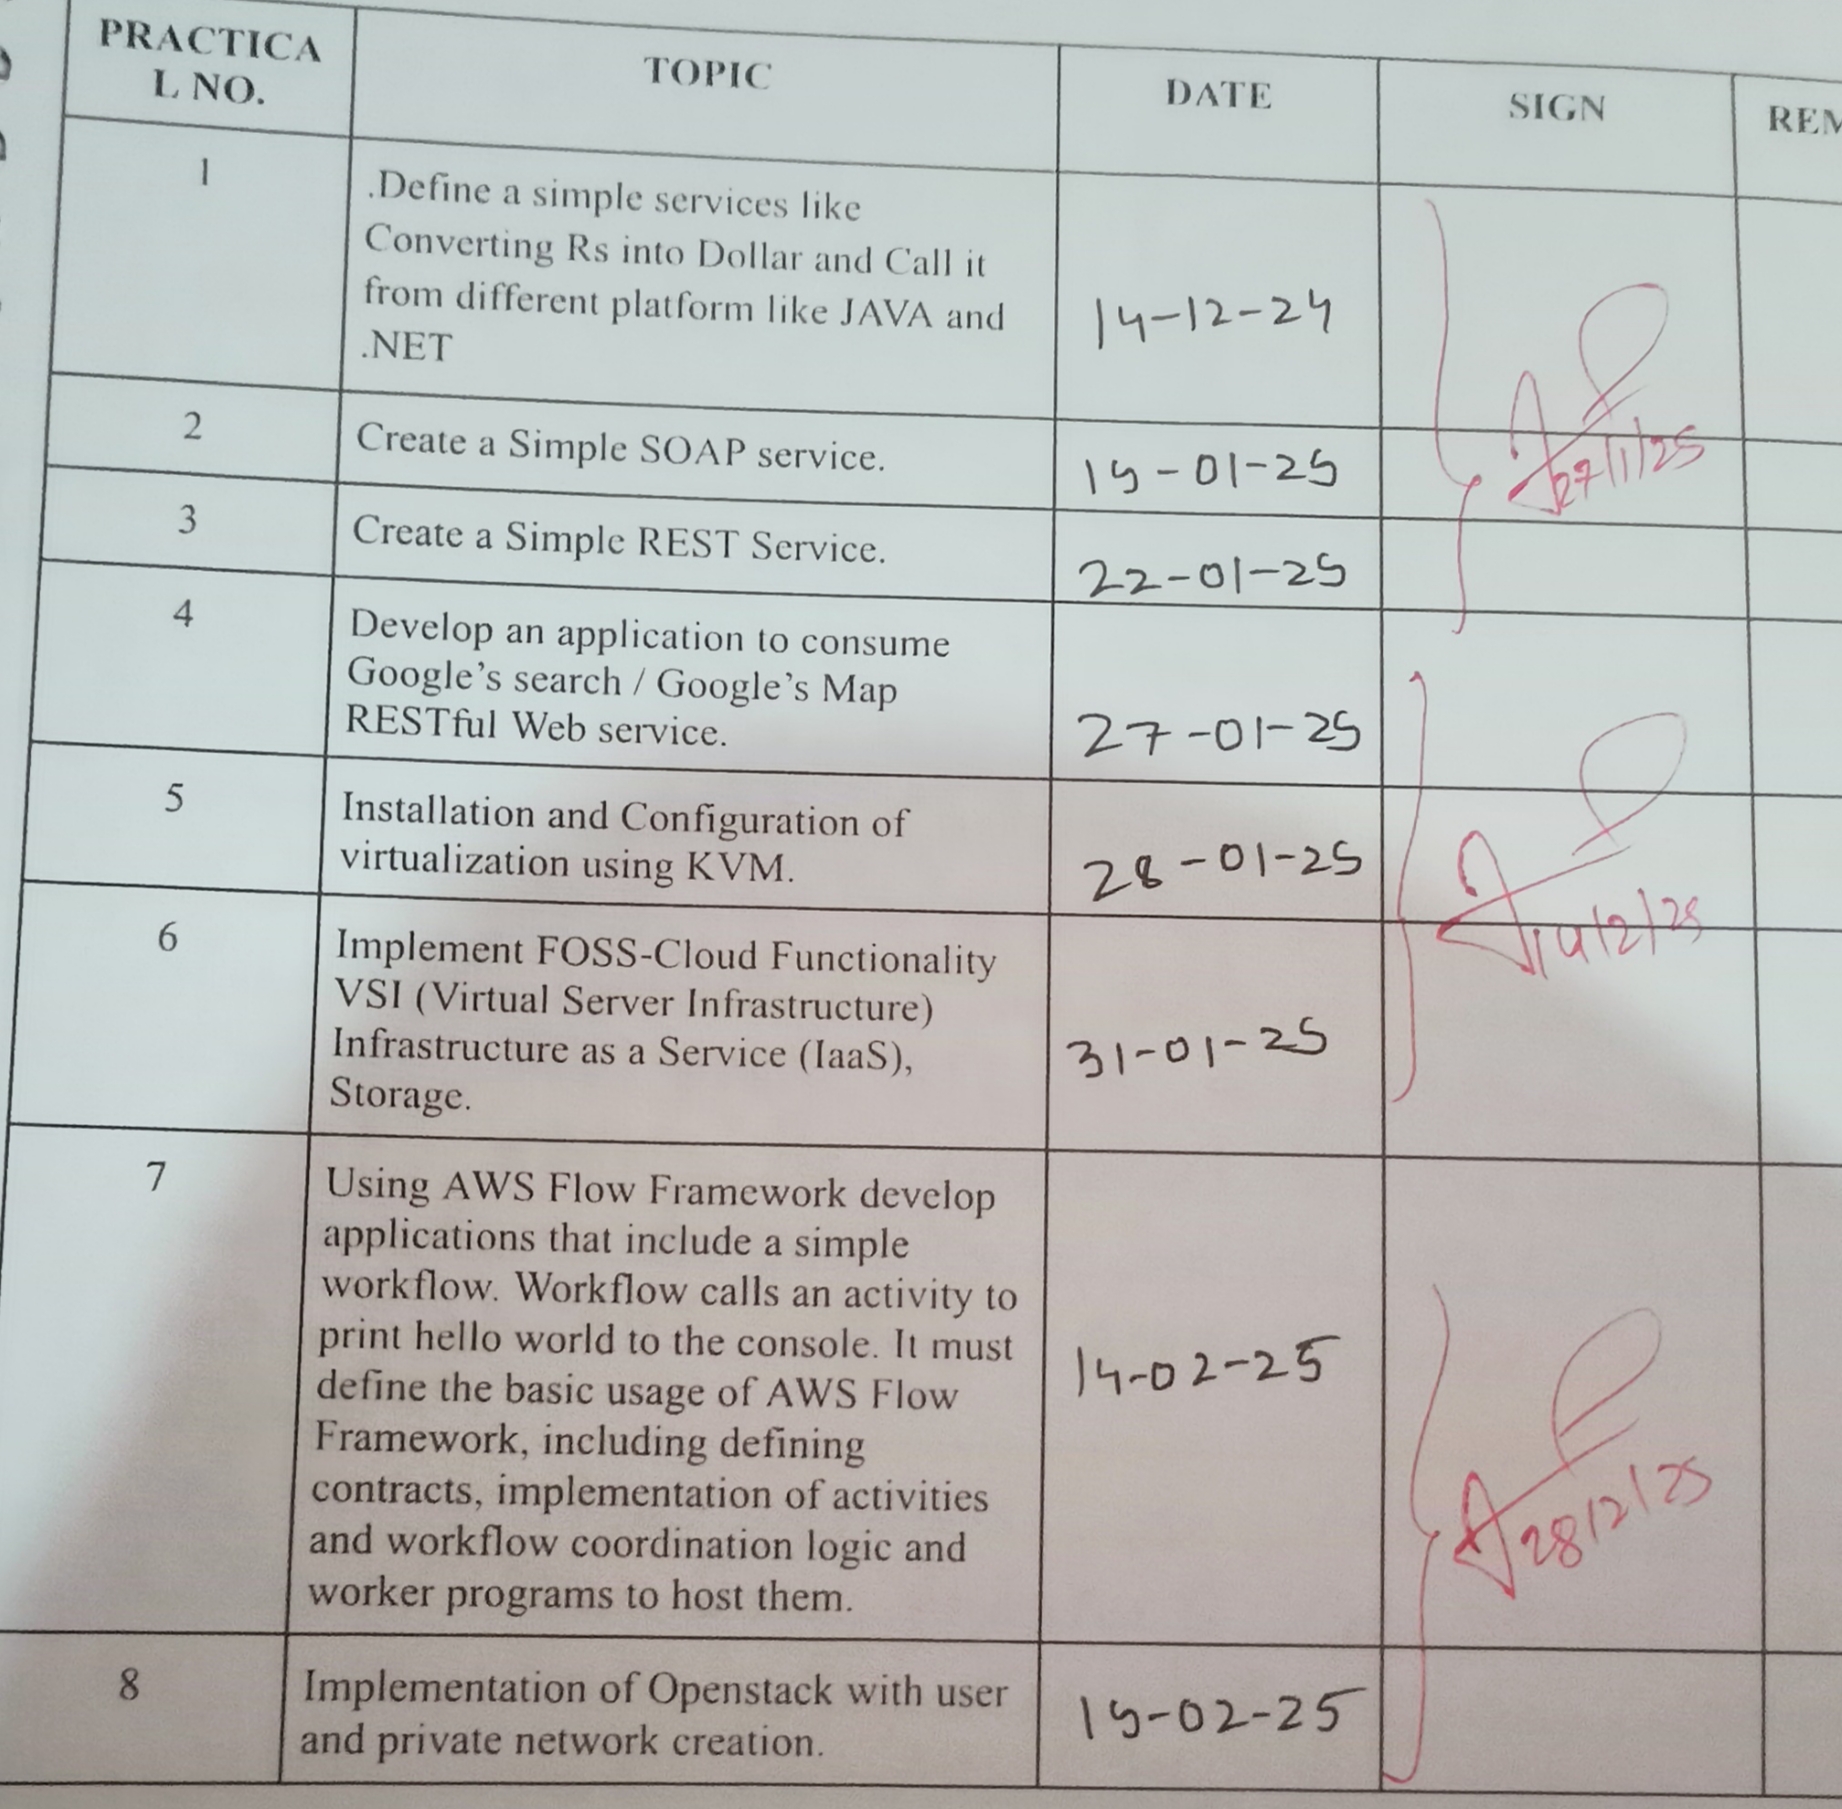 PRACTICA
L NO.
TOPIC
DATE
SIGN
REM
1
.Define a simple services like
Converting Rs into Dollar and Call it
from different platform like JAVA and
.NET
14-12-24
2
Create a Simple SOAP service.
15-01-25
27/1/25
3
Create a Simple REST Service.
22-01-25
4
Develop an application to consume
Google's search / Google's Map
RESTful Web service.
27-01-25
5
Installation and Configuration of
virtualization using KVM.
28-01-25
14/2/25
6
Implement FOSS-Cloud Functionality
VSI (Virtual Server Infrastructure)
Infrastructure as a Service (IaaS),
Storage.
31-01-25
7
Using AWS Flow Framework develop
applications that include a simple
workflow. Workflow calls an activity to
print hello world to the console. It must
define the basic usage of AWS Flow
Framework, including defining
contracts, implementation of activities
and workflow coordination logic and
worker programs to host them.
14-02-25
28/2/25
8
Implementation of Openstack with user
and private network creation.
15-02-25